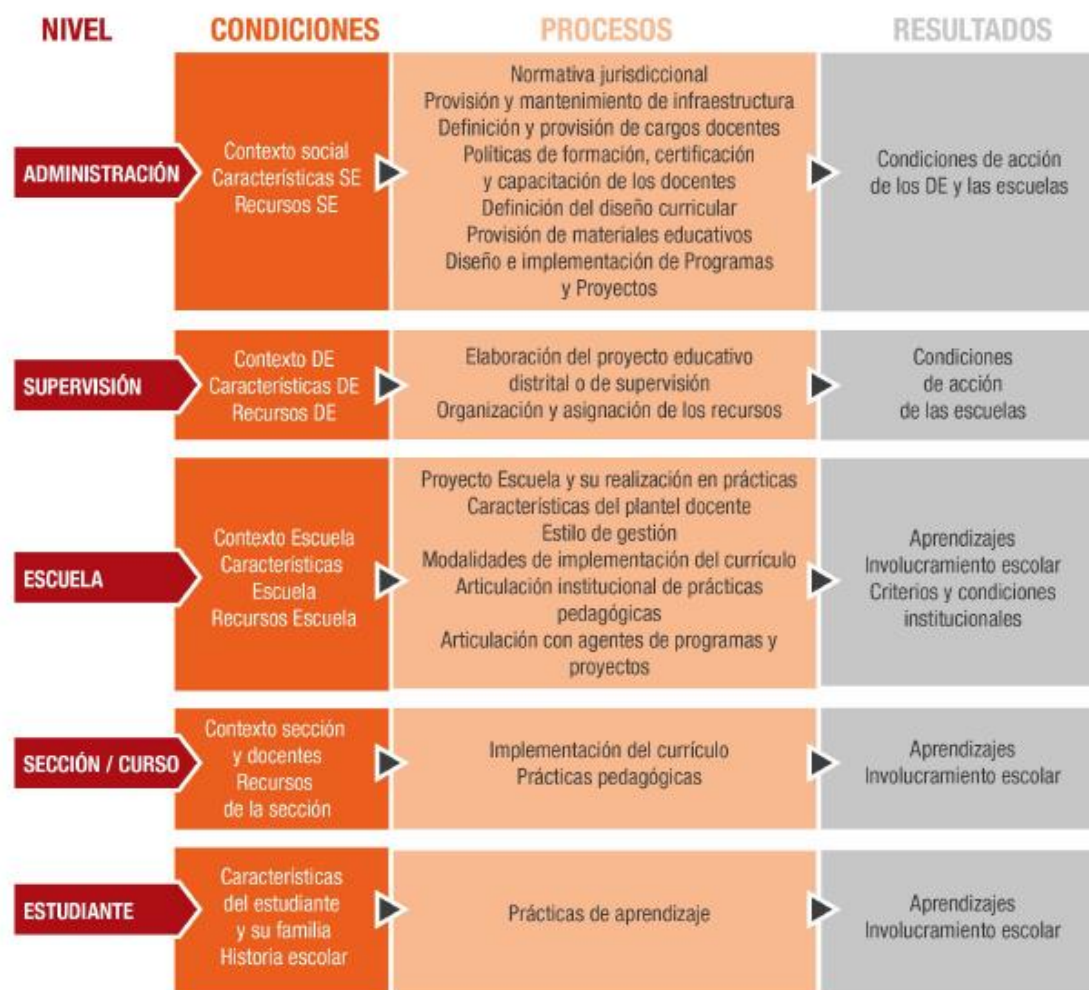 NIVEL
CONDICIONES
PROCESOS
RESULTADOS
ADMINISTRACIÓN
Contexto social
Características SE
Recursos SE
Normativa jurisdiccional
Provisión y mantenimiento de infraestructura
Definición y provisión de cargos docentes
Políticas de formación, certificación
y capacitación de los docentes
Definición del diseño curricular
Provisión de materiales educativos
Diseño e implementación de Programas
y Proyectos
Condiciones de acción
de los DE y las escuelas
SUPERVISIÓN
Contexto DE
Características DE
Recursos DE
Elaboración del proyecto educativo
distrital o de supervisión
Organización y asignación de los recursos
Condiciones
de acción
de las escuelas
ESCUELA
Contexto Escuela
Características
Escuela
Recursos Escuela
Proyecto Escuela y su realización en prácticas
Características del plantel docente
Estilo de gestión
Modalidades de implementación del currículo
Articulación institucional de prácticas
pedagógicas
Articulación con agentes de programas y
proyectos
Aprendizajes
Involucramiento escolar
Criterios y condiciones
institucionales
SECCIÓN / CURSO
Contexto sección
y docentes
Recursos
de la sección
Implementación del currículo
Prácticas pedagógicas
Aprendizajes
Involucramiento escolar
ESTUDIANTE
Características
del estudiante
y su familia
Historia escolar
Prácticas de aprendizaje
Aprendizajes
Involucramiento escolar